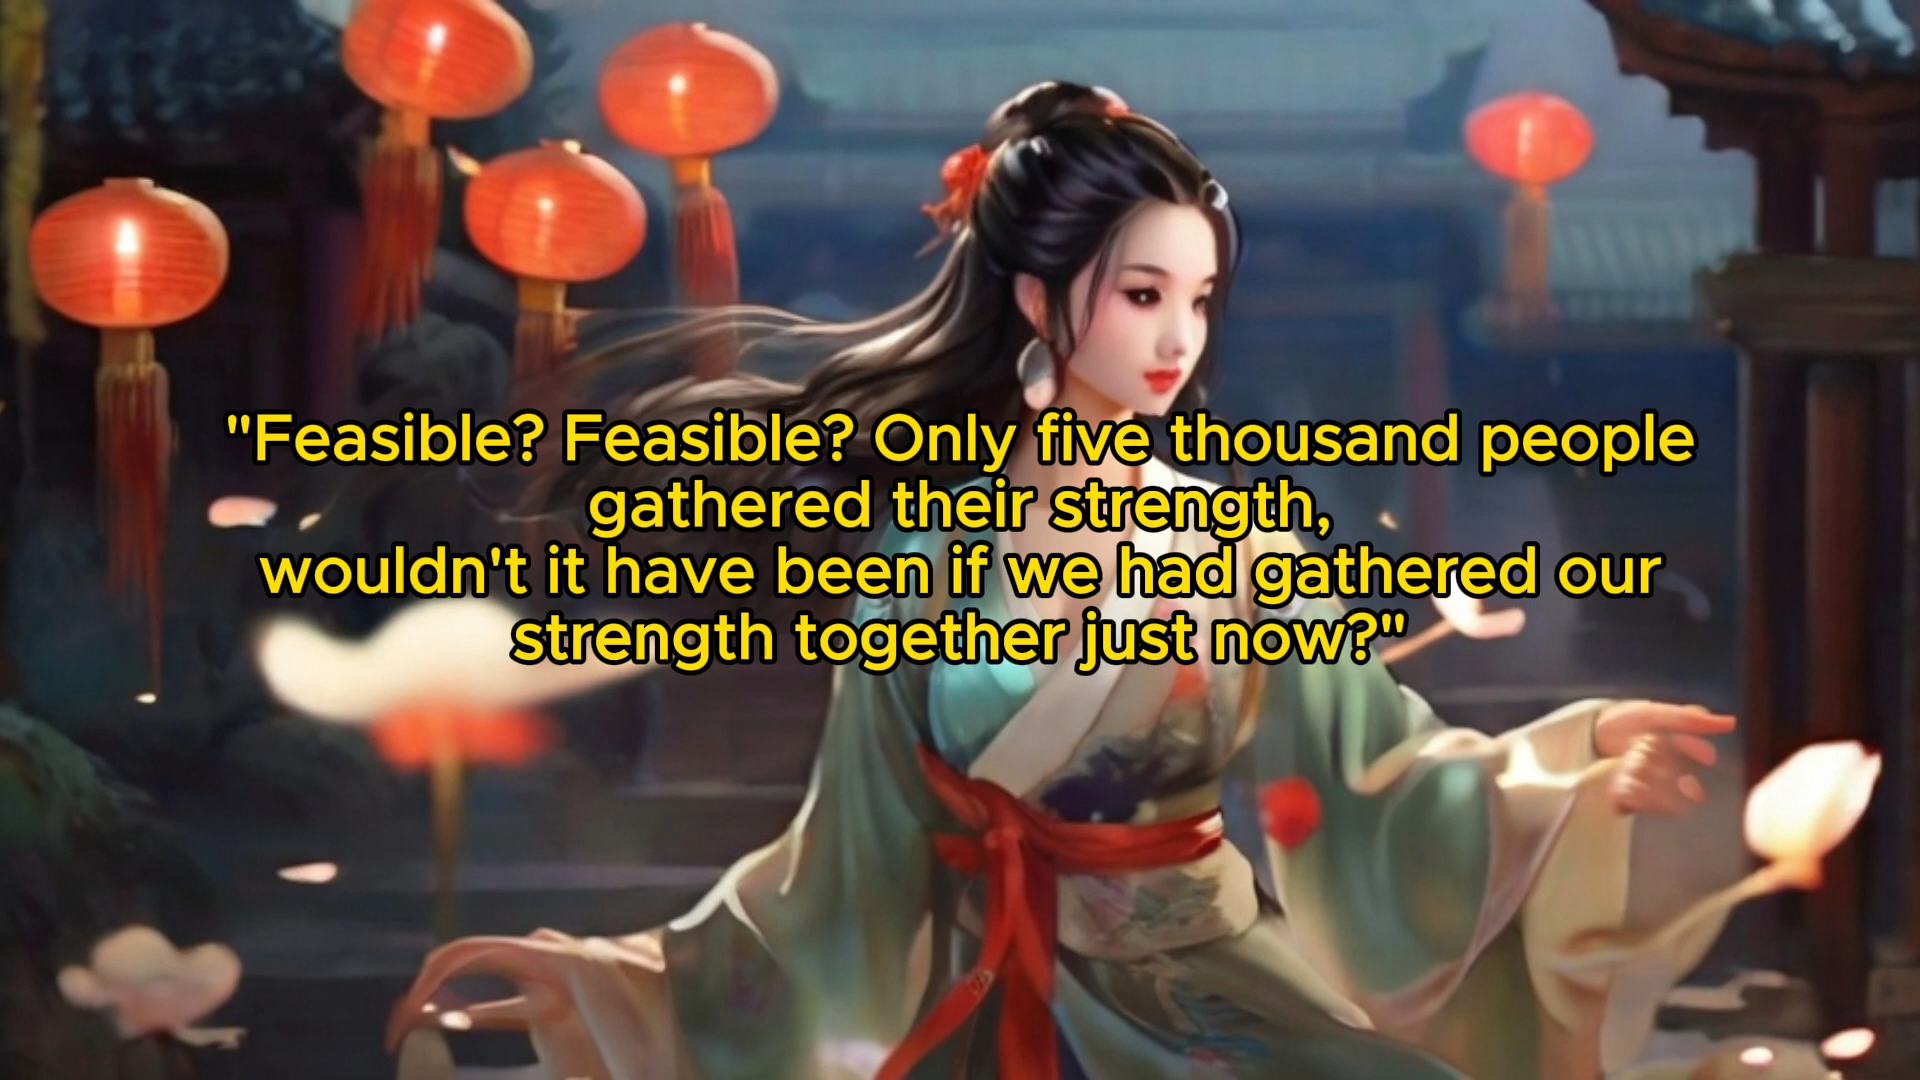 "Feasible? Feasible? Only five thousand people
gathered their strength,
wouldn't it have been if we had gathered our
strength together just now?"